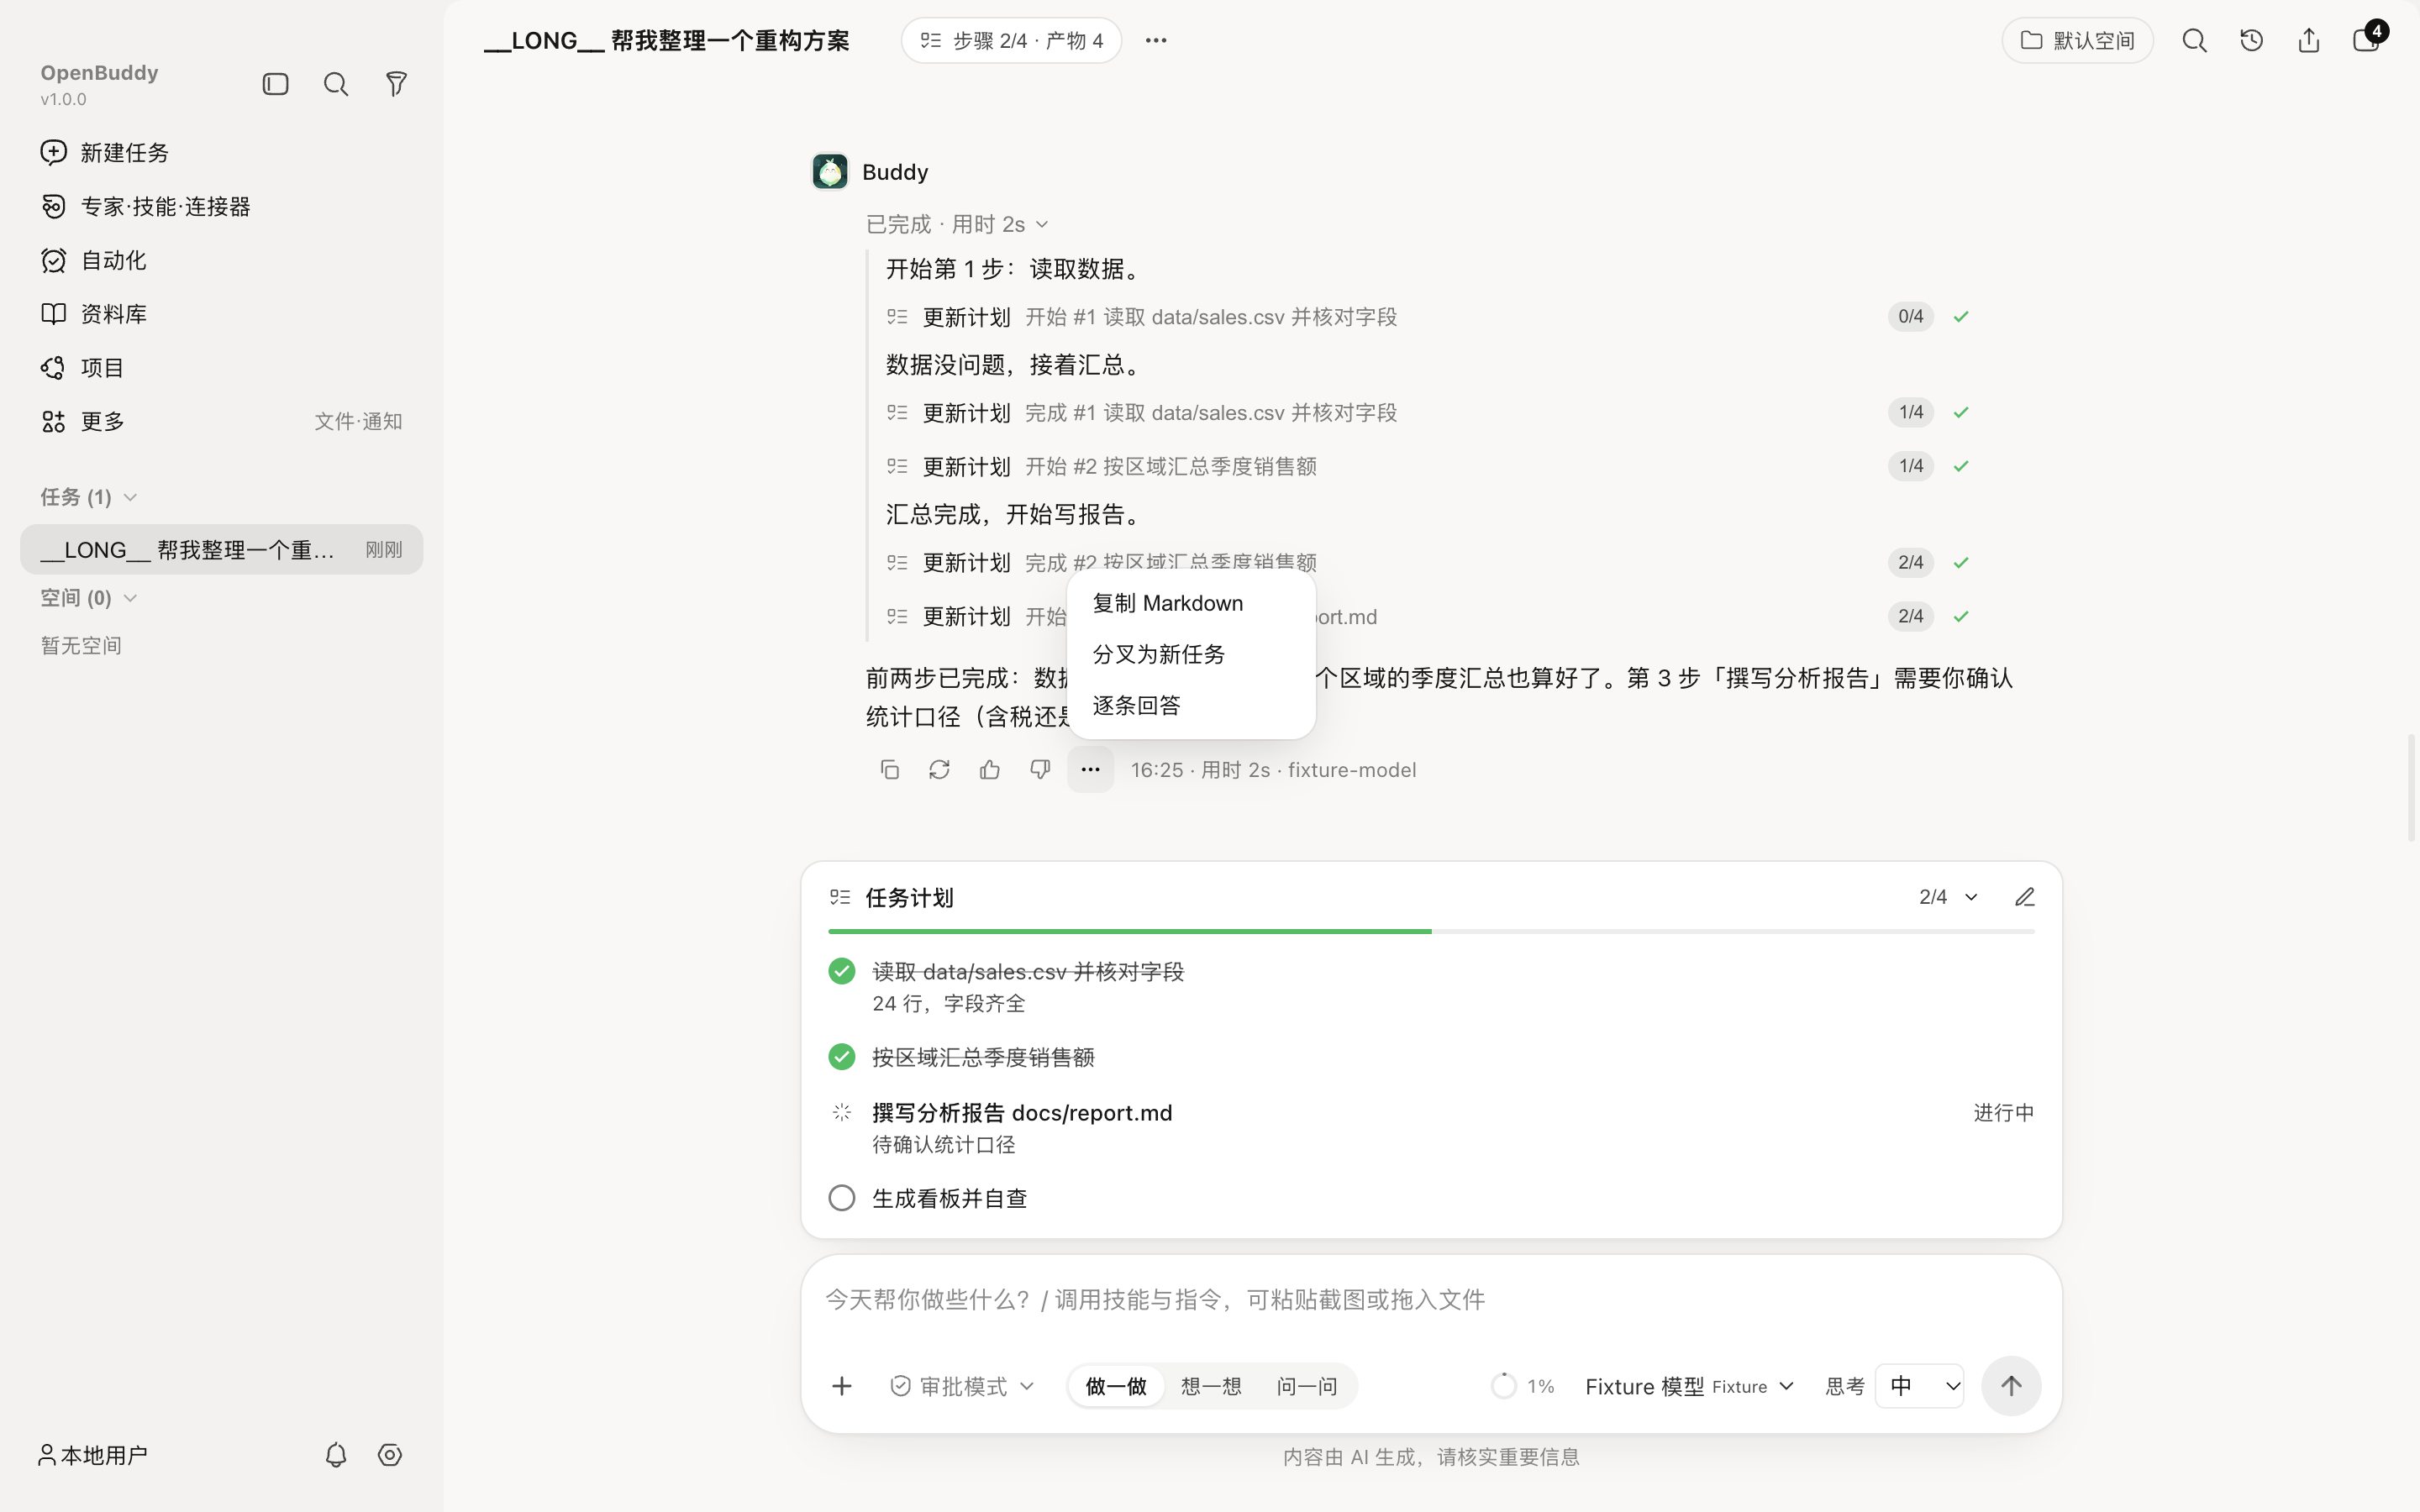 OpenBuddy
v1.0.0
新建任务
专家·技能·连接器
自动化
资料库
项目
更多 文件·通知
任务 (1)
__LONG__ 帮我整理一个重… 刚刚
空间 (0)
暂无空间
本地用户
__LONG__ 帮我整理一个重构方案 步骤 2/4 · 产物 4 默认空间 4
Buddy
已完成 · 用时 2s
开始第 1 步：读取数据。
更新计划 开始 #1 读取 data/sales.csv 并核对字段 0/4
数据没问题，接着汇总。
更新计划 完成 #1 读取 data/sales.csv 并核对字段 1/4
更新计划 开始 #2 按区域汇总季度销售额 1/4
汇总完成，开始写报告。
更新计划 完成 #2 按区域汇总季度销售额 2/4
更新计划 开始 ort.md 2/4
复制 Markdown
分叉为新任务
逐条回答
前两步已完成：数 个区域的季度汇总也算好了。第 3 步「撰写分析报告」需要你确认
统计口径（含税还
16:25 · 用时 2s · fixture-model
任务计划 2/4
读取 data/sales.csv 并核对字段
24 行，字段齐全
按区域汇总季度销售额
撰写分析报告 docs/report.md 进行中
待确认统计口径
生成看板并自查
今天帮你做些什么？/ 调用技能与指令，可粘贴截图或拖入文件
审批模式 做一做 想一想 问一问 1% Fixture 模型 Fixture 思考 中
内容由 AI 生成，请核实重要信息